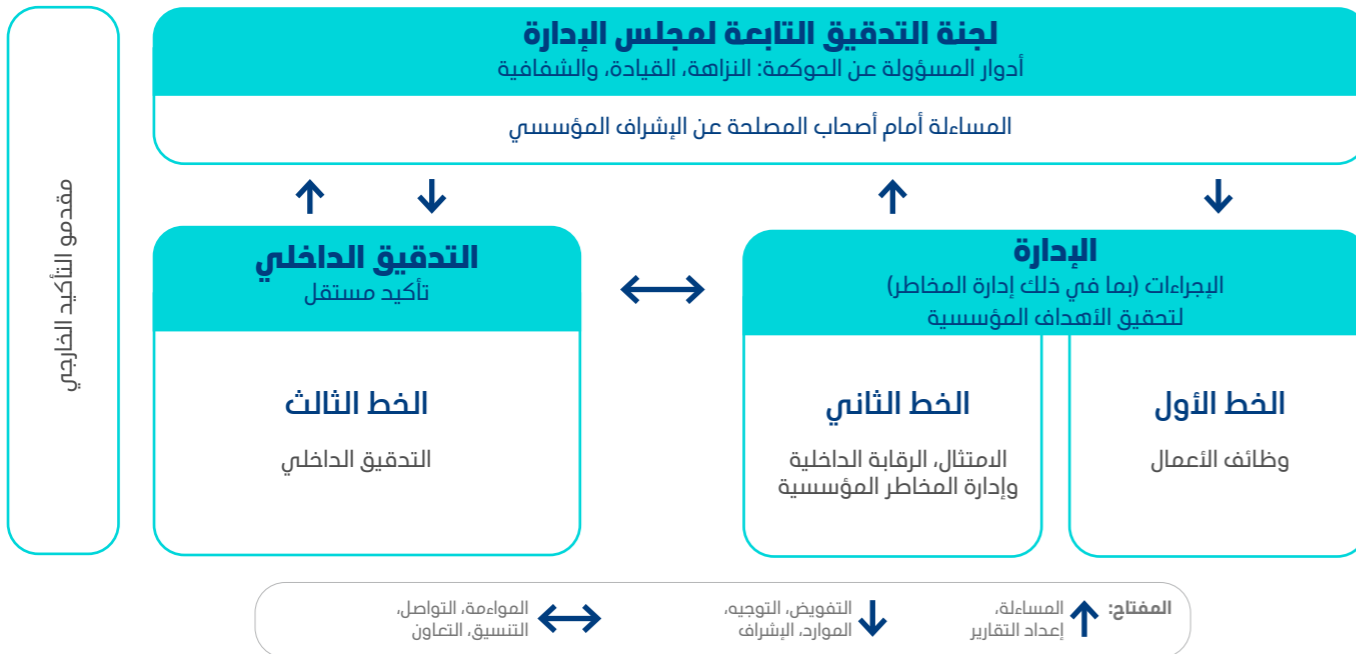 لجنة التدقيق التابعة لمجلس الإدارة
أدوار المسؤولة عن الحوكمة: النزاهة، القيادة، والشفافية
المساءلة أمام أصحاب المصلحة عن الإشراف المؤسسي
الإدارة
الإجراءات (بما في ذلك إدارة المخاطر)
لتحقيق الأهداف المؤسسية
الخط الأول
وظائف الأعمال
الخط الثاني
الامتثال، الرقابة الداخلية
وإدارة المخاطر المؤسسية
التدقيق الداخلي
تأكيد مستقل
الخط الثالث
التدقيق الداخلي
مقدمو التأكيد الخارجي
المفتاح:
المساءلة،
إعداد التقارير
التفويض، التوجيه،
الموارد، الإشراف
المواءمة، التواصل،
التنسيق، التعاون